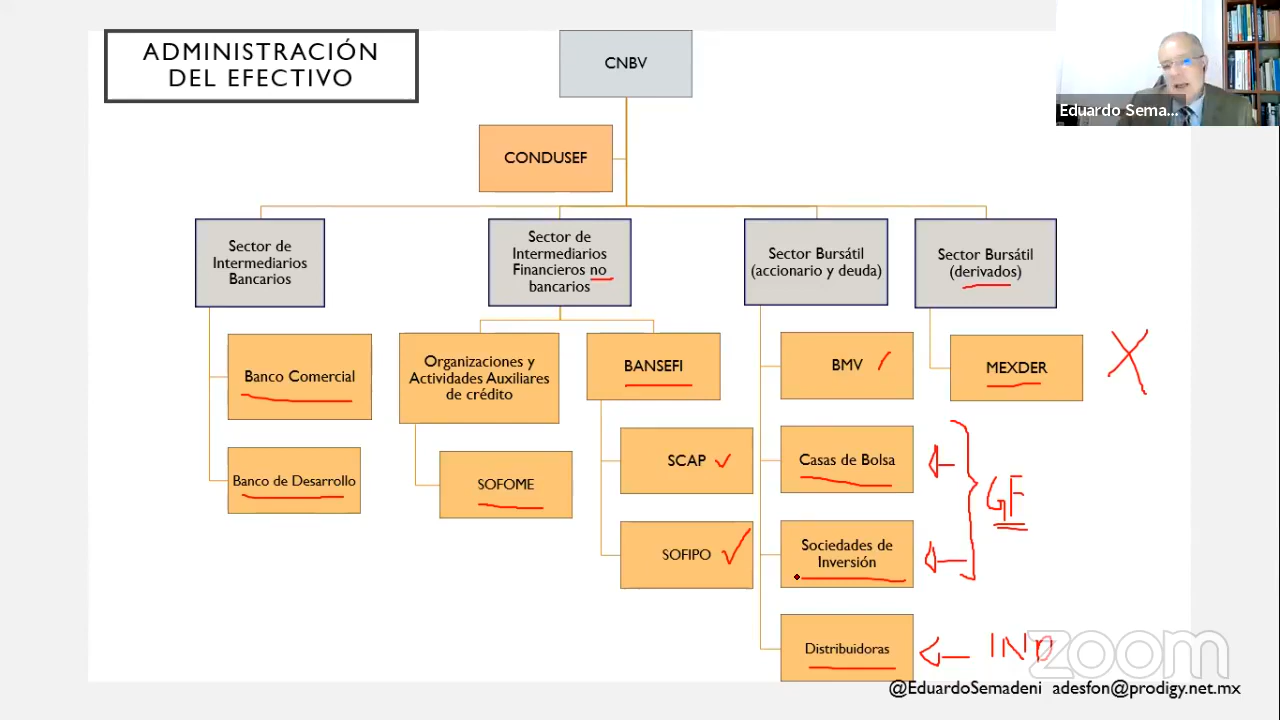 ADMINISTRACIÓN
DEL EFECTIVO
CNBV
Eduardo Sema...
CONDUSEF
Sector de
Intermediarios
Bancarios
Sector de
Intermediarios
Financieros no
bancarios
Sector Bursátil
(accionario y deuda)
Sector Bursátil
(derivados)
Banco Comercial
Organizaciones y
Actividades Auxiliares
de crédito
BANSEFI
BMV
MEXDER
X
Banco de Desarrollo
SOFOME
SCAP
Casas de Bolsa
GF
SOFIPO
Sociedades de
Inversión
Distribuidoras
IND
zoom
@EduardoSemadeni adesfon@prodigy.net.mx